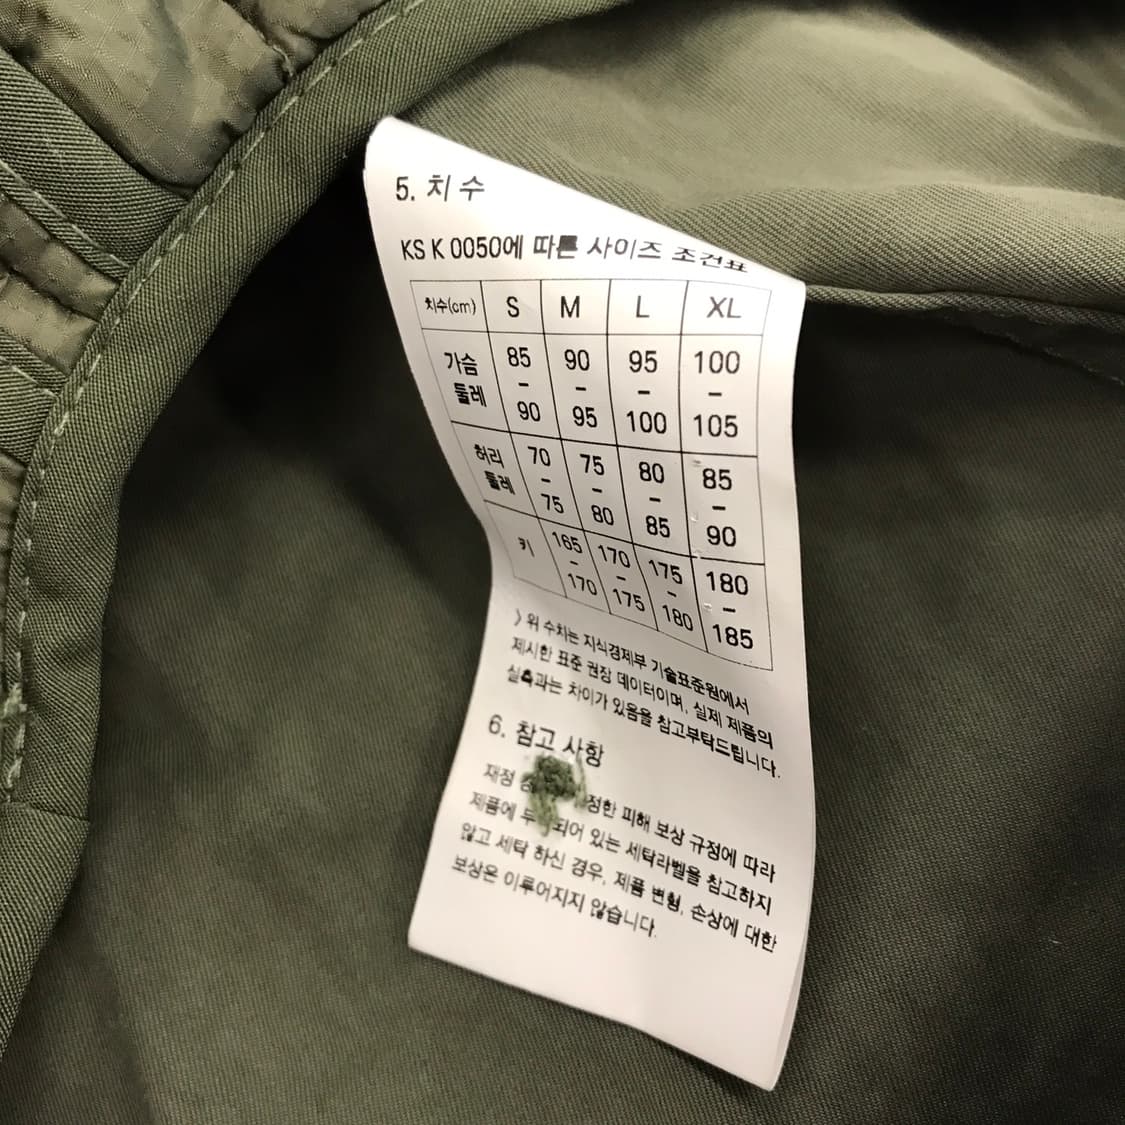 5. 치 수
KS K 0050에 따른 사이즈 조건표
치수(cm) S M L XL
가슴둘레 85 - 90 90 - 95 95 - 100 100 - 105
허리둘레 70 - 75 75 - 80 80 - 85 85 - 90
키 165 - 170 170 - 175 175 - 180 180 - 185
> 위 수치는 지식경제부 기술표준원에서
제시한 표준 권장 데이터이며, 실제 제품의
실측과는 차이가 있음을 참고부탁드립니다.
6. 참고 사항
재정 정한 피해 보상 규정에 따라
제품에 있는 세탁라벨을 참고하지
않고 세탁 하신 경우, 제품 변형, 손상에 대한
보상은 이루어지지 않습니다.